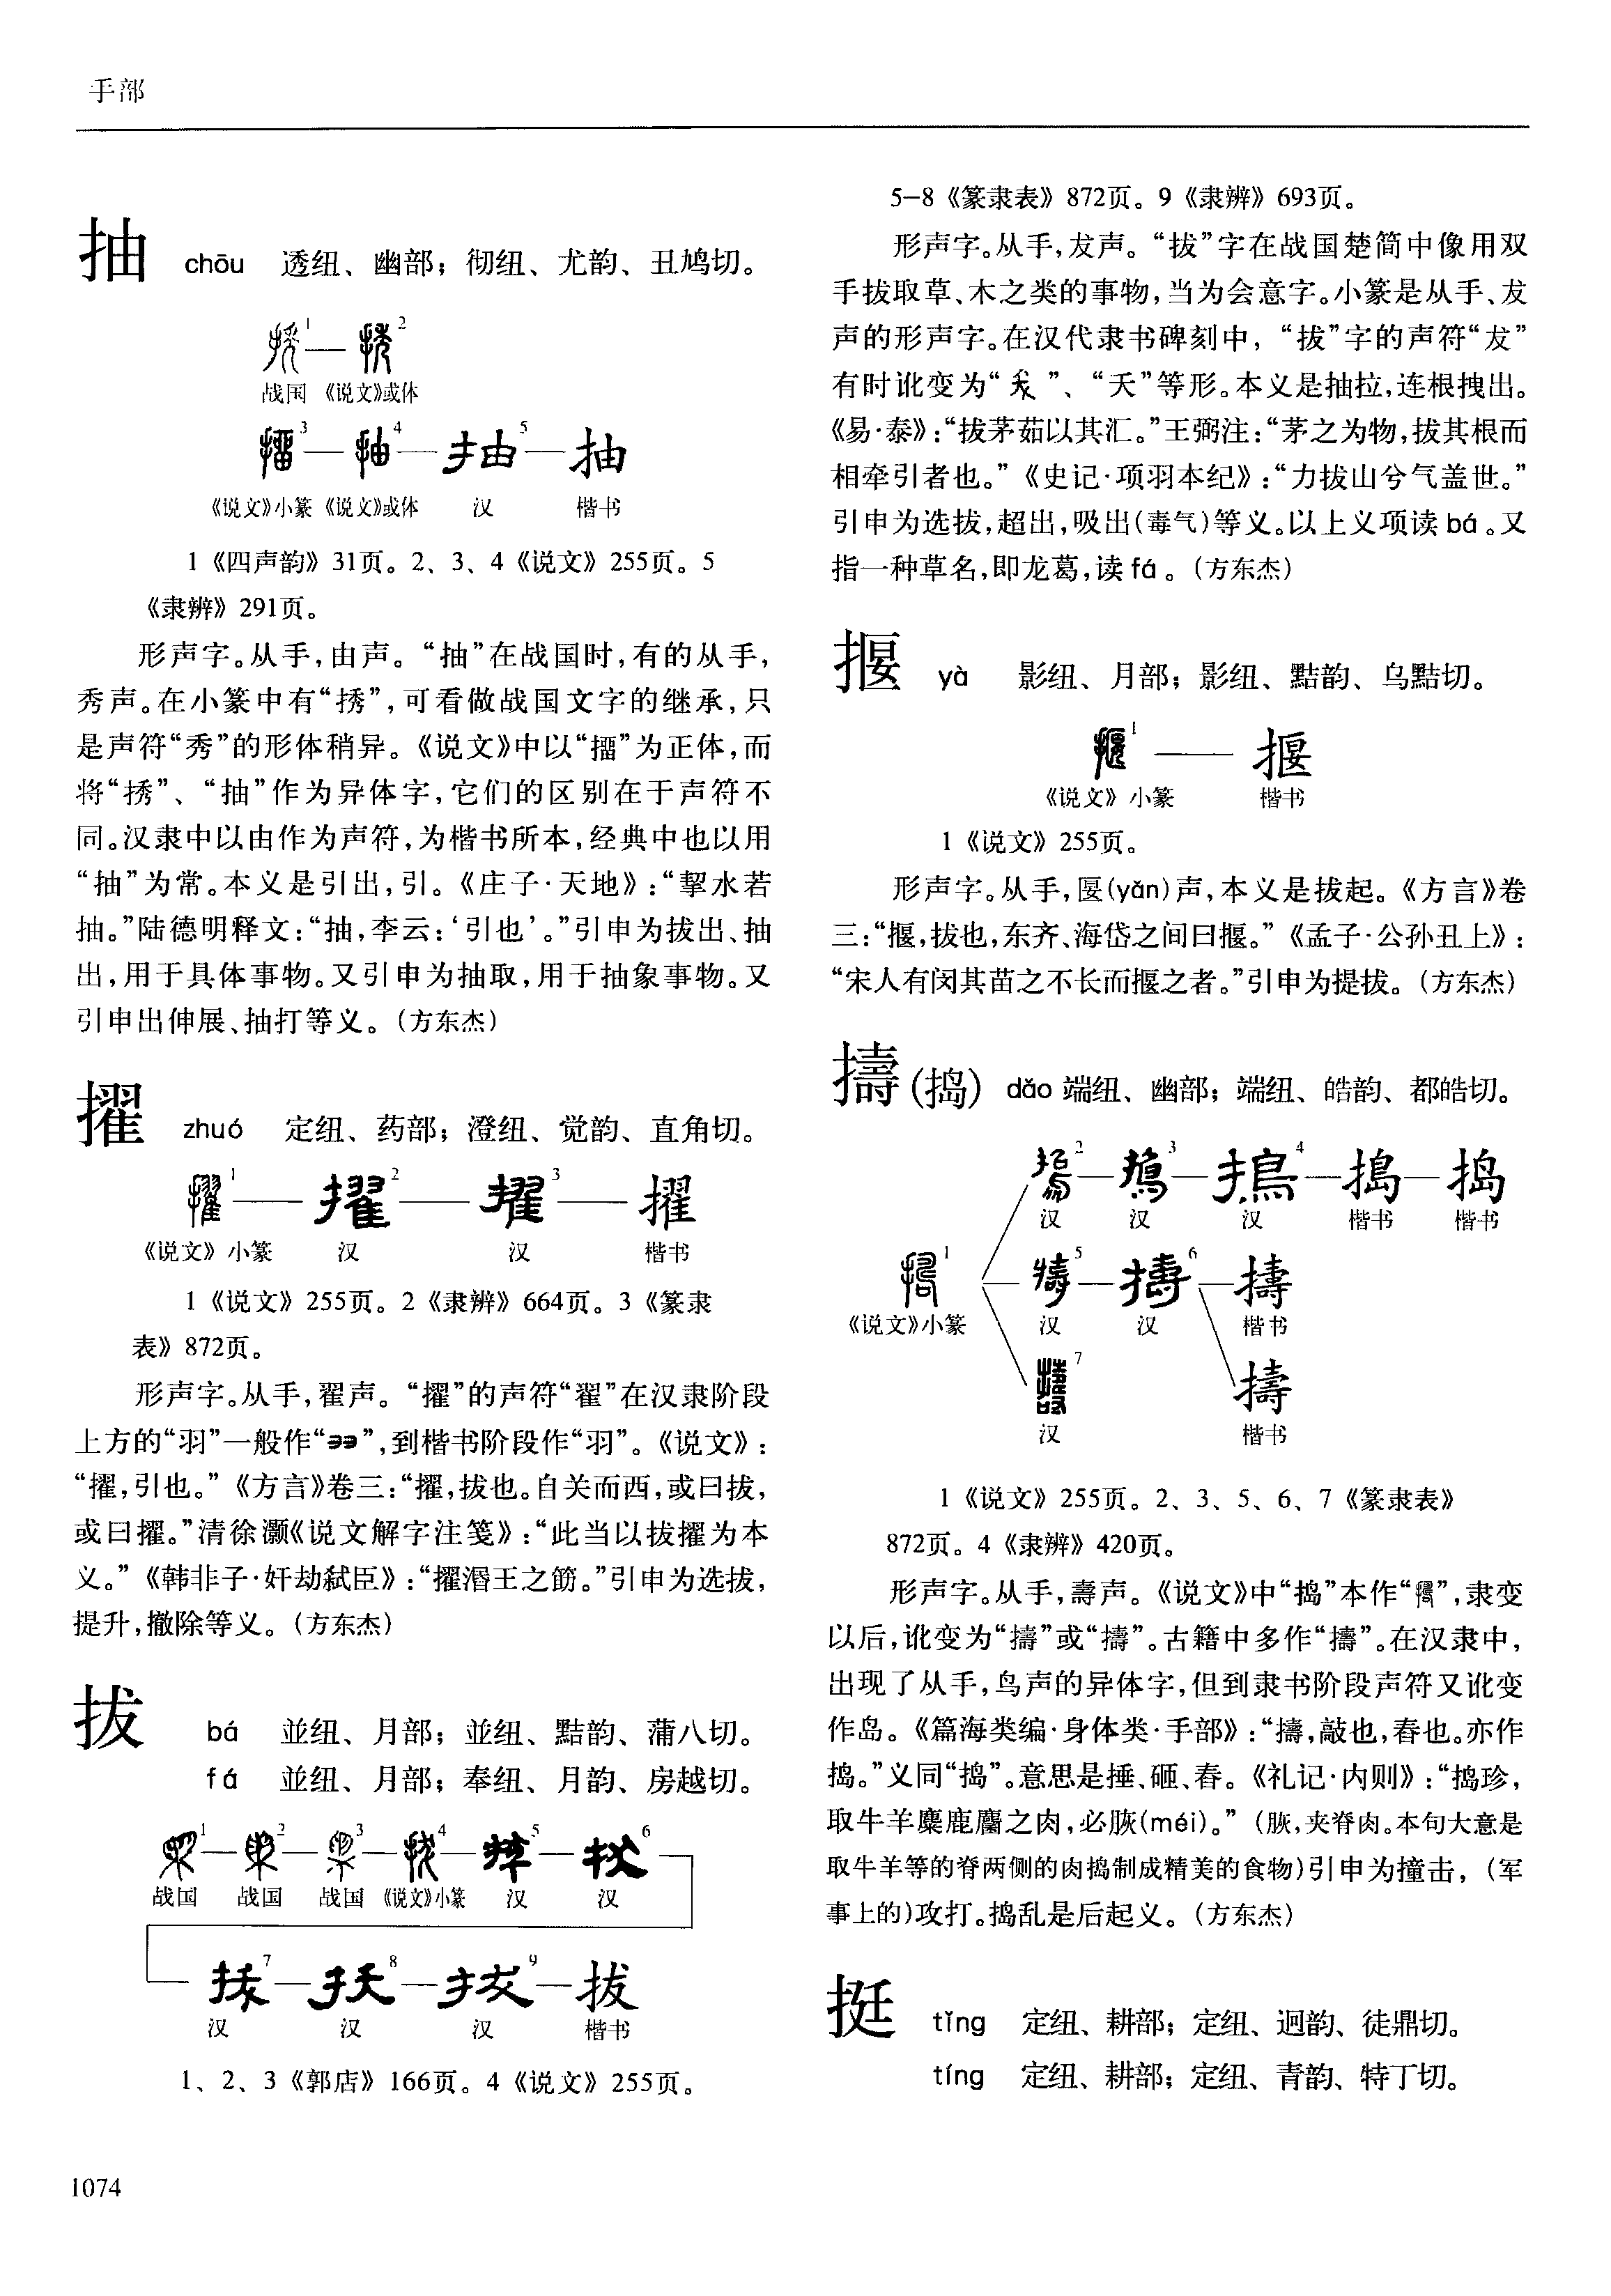 手部
抽 chōu 透纽、幽部；彻纽、尤韵、丑鸠切。
1 — 2
战国 《说文》或体
3 — 4 — 5 — 抽
《说文》小篆 《说文》或体 汉 楷书
1《四声韵》31页。2、3、4《说文》255页。5
《隶辨》291页。
形声字。从手，由声。“抽”在战国时，有的从手，
秀声。在小篆中有“㧨”，可看做战国文字的继承，只
是声符“秀”的形体稍异。《说文》中以“㨨”为正体，而
将“㧨”、“抽”作为异体字，它们的区别在于声符不
同。汉隶中以由作为声符，为楷书所本，经典中也以用
“抽”为常。本义是引出，引。《庄子·天地》：“挈水若
抽。”陆德明释文：“抽，李云：‘引也’。”引申为拔出、抽
出，用于具体事物。又引申为抽取，用于抽象事物。又
引申出伸展、抽打等义。（方东杰）
擢 zhuó 定纽、药部；澄纽、觉韵、直角切。
1 — 2 — 3 — 擢
《说文》小篆 汉 汉 楷书
1《说文》255页。2《隶辨》664页。3《篆隶
表》872页。
形声字。从手，翟声。“擢”的声符“翟”在汉隶阶段
上方的“羽”一般作“”，到楷书阶段作“羽”。《说文》：
“擢，引也。”《方言》卷三：“擢，拔也。自关而西，或曰拔，
或曰擢。”清徐灏《说文解字注笺》：“此当以拔擢为本
义。”《韩非子·奸劫弑臣》：“擢湣王之筋。”引申为选拔，
提升，撤除等义。（方东杰）
拔 bá 並纽、月部；並纽、黠韵、蒲八切。
fá 並纽、月部；奉纽、月韵、房越切。
1 — 2 — 3 — 4 — 5 — 6
战国 战国 战国 《说文》小篆 汉 汉
7 — 8 — 9 — 拔
汉 汉 汉 楷书
1、2、3《郭店》166页。4《说文》255页。
5-8《篆隶表》872页。9《隶辨》693页。
形声字。从手，犮声。“拔”字在战国楚简中像用双
手拔取草、木之类的事物，当为会意字。小篆是从手、犮
声的形声字。在汉代隶书碑刻中，“拔”字的声符“犮”
有时讹变为“”、“夭”等形。本义是抽拉，连根拽出。
《易·泰》：“拔茅茹以其汇。”王弼注：“茅之为物，拔其根而
相牵引者也。”《史记·项羽本纪》：“力拔山兮气盖世。”
引申为选拔，超出，吸出（毒气）等义。以上义项读bá。又
指一种草名，即龙葛，读fá。（方东杰）
揠 yà 影纽、月部；影纽、黠韵、乌黠切。
1 — 揠
《说文》小篆 楷书
1《说文》255页。
形声字。从手，匽(yǎn)声，本义是拔起。《方言》卷
三：“揠，拔也，东齐、海岱之间曰揠。”《孟子·公孙丑上》：
“宋人有闵其苗之不长而揠之者。”引申为提拔。（方东杰）
擣(捣) dǎo 端纽、幽部；端纽、皓韵、都皓切。
2 — 3 — 4 — 搗 — 捣
汉 汉 汉 楷书 楷书
1 — 5 — 6 — 擣
《说文》小篆 汉 汉 楷书
7 擣
汉 楷书
1《说文》255页。2、3、5、6、7《篆隶表》
872页。4《隶辨》420页。
形声字。从手，壽声。《说文》中“捣”本作“”，隶变
以后，讹变为“擣”或“擣”。古籍中多作“擣”。在汉隶中，
出现了从手，鸟声的异体字，但到隶书阶段声符又讹变
作岛。《篇海类编·身体类·手部》：“擣，敲也，舂也。亦作
捣。”义同“捣”。意思是捶、砸、舂。《礼记·内则》：“捣珍，
取牛羊麋鹿麕之肉，必脄(méi)。”（脄，夹脊肉。本句大意是
取牛羊等的脊两侧的肉捣制成精美的食物）引申为撞击，（军
事上的）攻打。捣乱是后起义。（方东杰）
挺 tǐng 定纽、耕部；定纽、迥韵、徒鼎切。
tíng 定纽、耕部；定纽、青韵、特丁切。
1074